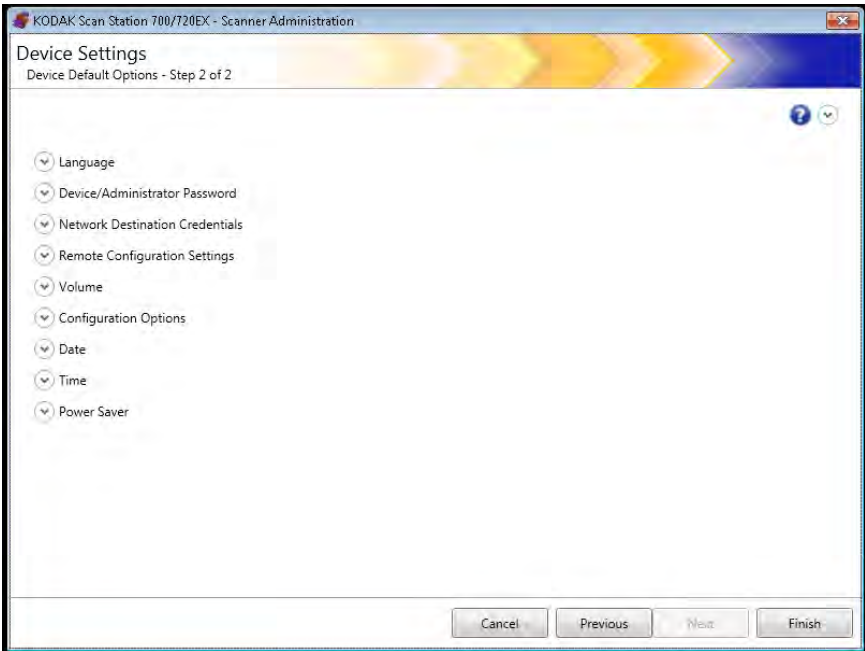 KODAK Scan Station 700/720EX - Scanner Administration
Device Settings
Device Default Options - Step 2 of 2
?
Language
Device/Administrator Password
Network Destination Credentials
Remote Configuration Settings
Volume
Configuration Options
Date
Time
Power Saver
Cancel Previous Next Finish